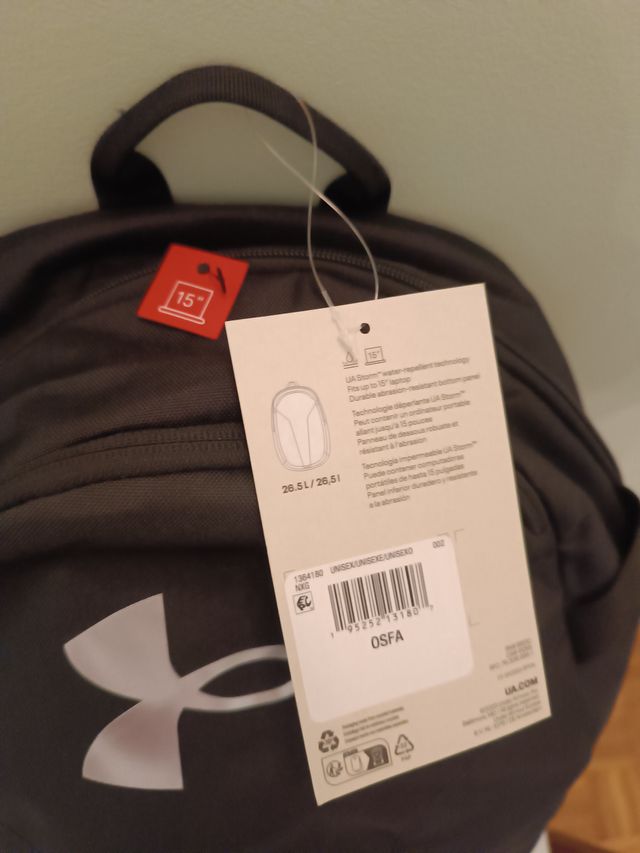 15"
15"
UA Storm™ water-repellent technology
Fits up to 15" laptop
Durable abrasion-resistant bottom panel
Technologie déperlante UA Storm™
Peut contenir un ordinateur portable
allant jusqu'à 15 pouces
Panneau de dessous robuste et
résistant à l'abrasion
Tecnología impermeable UA Storm™
Puede contener computadoras
portátiles de hasta 15 pulgadas
Panel inferior duradero y resistente
a la abrasión
26.5 L / 26,5 l
1364180 UNISEX/UNISEXE/UNISEXO 002
NXG
1 95252 13180 7
OSFA
UA.COM